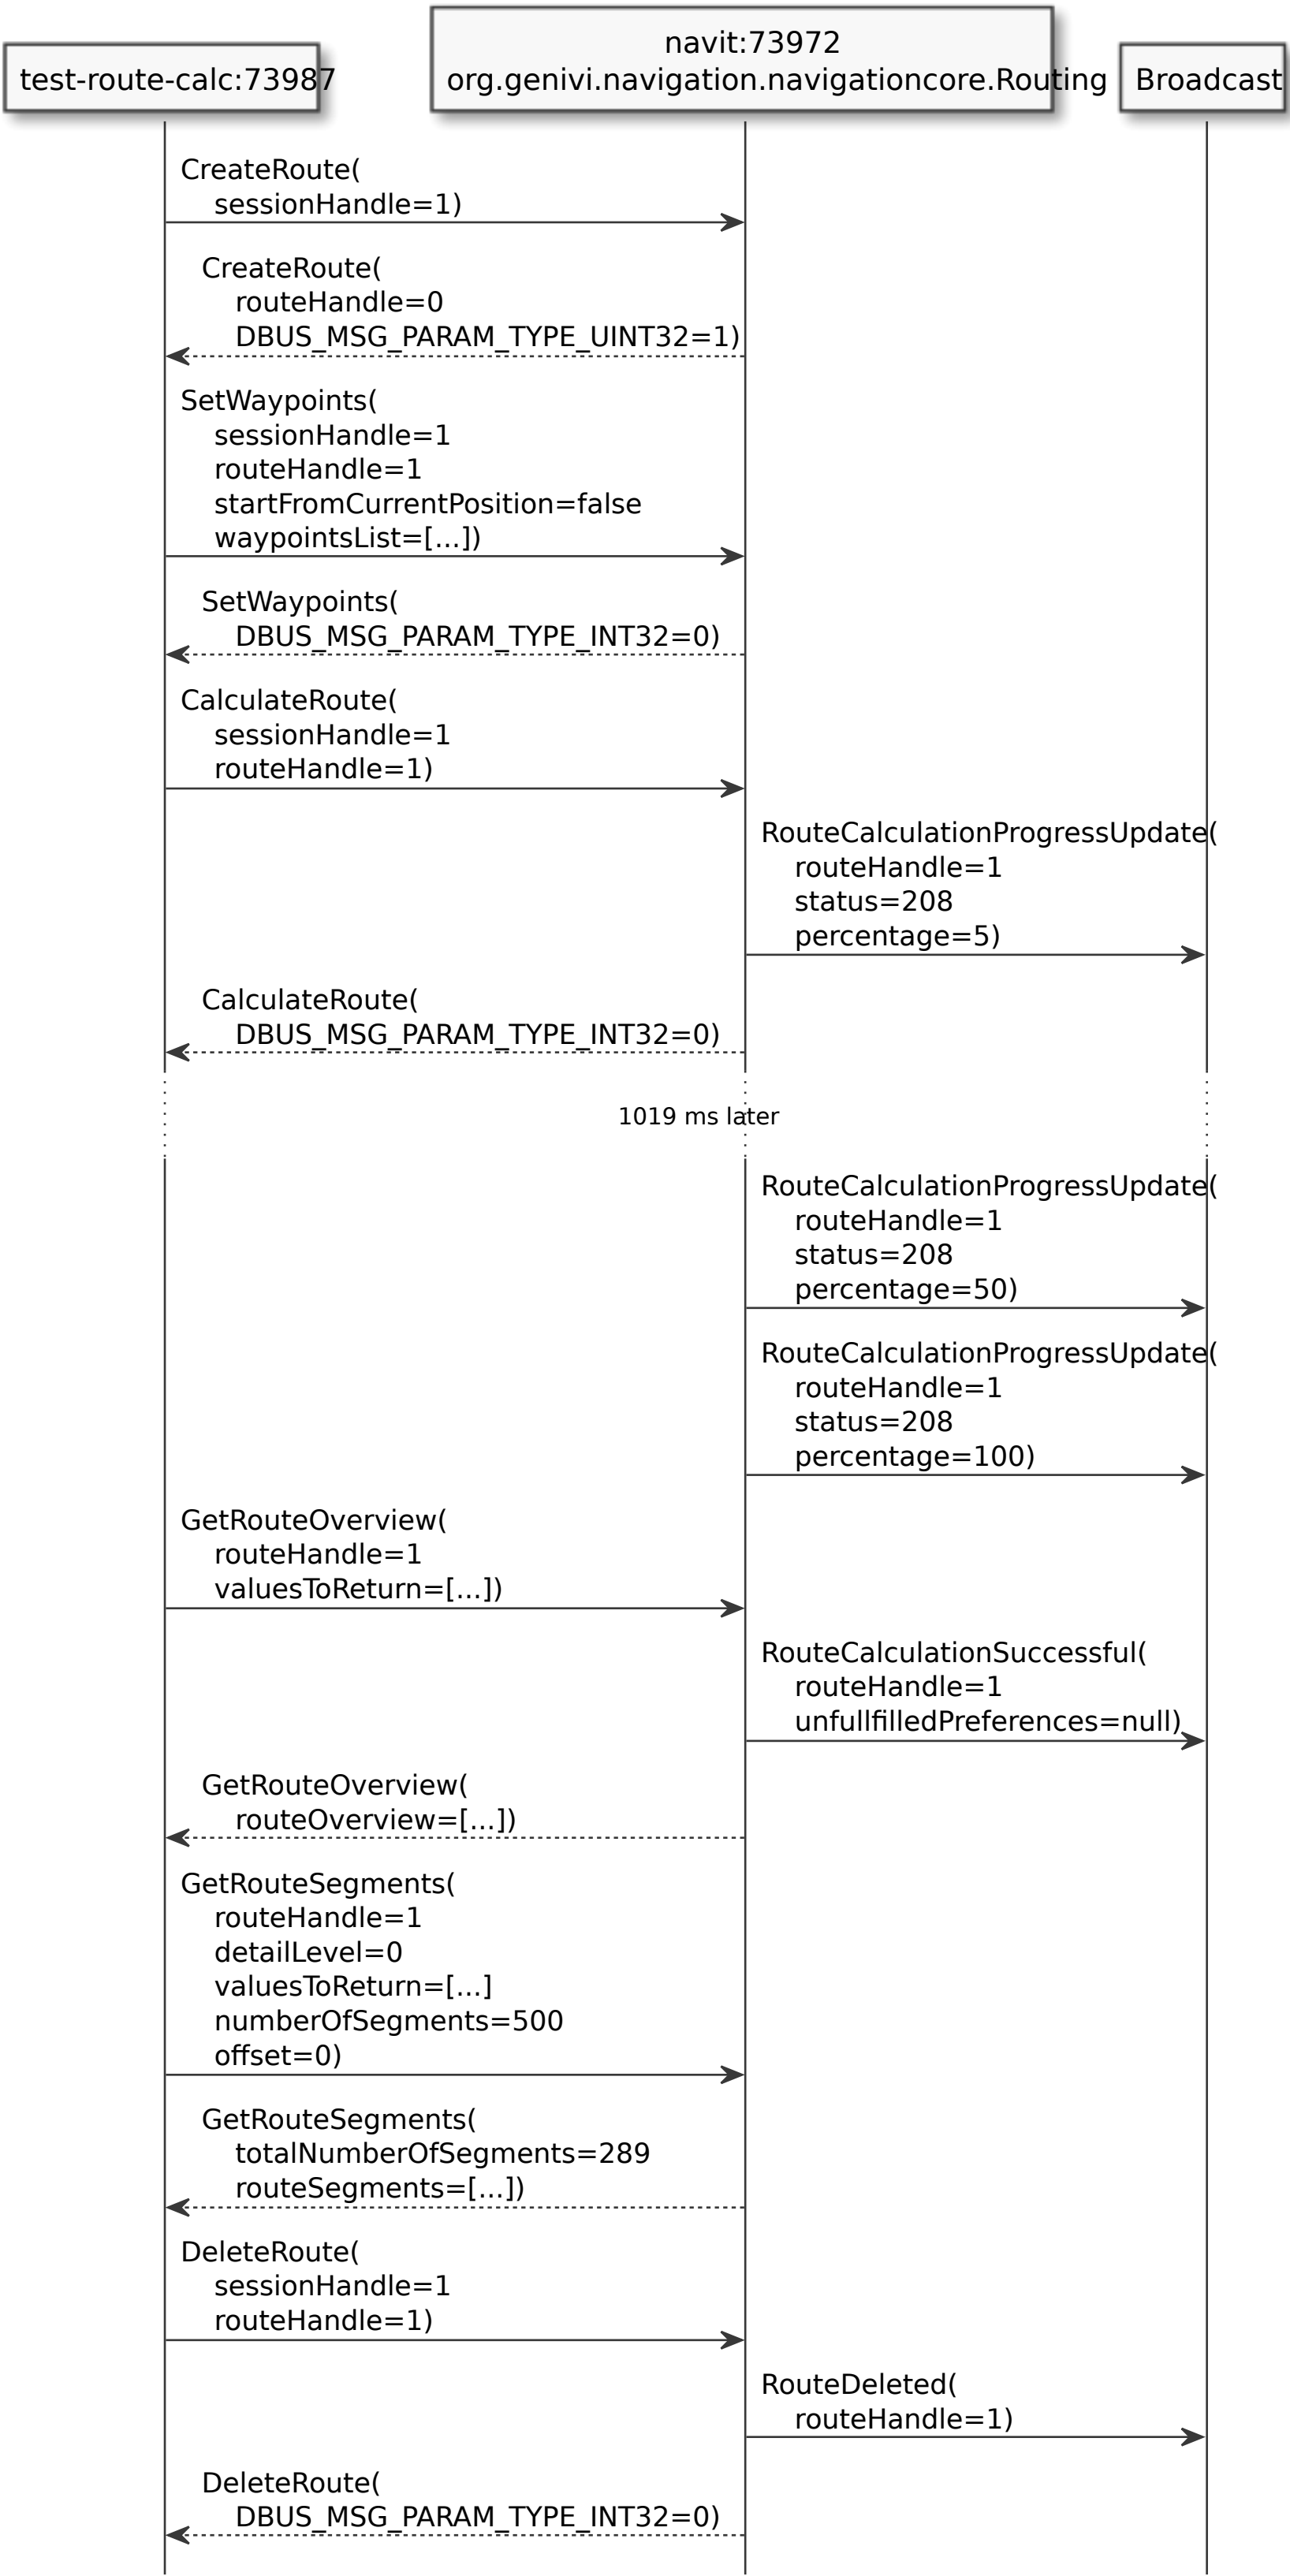 test-route-calc:73987
navit:73972
org.genivi.navigation.navigationcore.Routing
Broadcast
CreateRoute(
sessionHandle=1)
CreateRoute(
routeHandle=0
DBUS_MSG_PARAM_TYPE_UINT32=1)
SetWaypoints(
sessionHandle=1
routeHandle=1
startFromCurrentPosition=false
waypointsList=[...])
SetWaypoints(
DBUS_MSG_PARAM_TYPE_INT32=0)
CalculateRoute(
sessionHandle=1
routeHandle=1)
RouteCalculationProgressUpdate(
routeHandle=1
status=208
percentage=5)
CalculateRoute(
DBUS_MSG_PARAM_TYPE_INT32=0)
1019 ms later
RouteCalculationProgressUpdate(
routeHandle=1
status=208
percentage=50)
RouteCalculationProgressUpdate(
routeHandle=1
status=208
percentage=100)
GetRouteOverview(
routeHandle=1
valuesToReturn=[...])
RouteCalculationSuccessful(
routeHandle=1
unfullfilledPreferences=null)
GetRouteOverview(
routeOverview=[...])
GetRouteSegments(
routeHandle=1
detailLevel=0
valuesToReturn=[...]
numberOfSegments=500
offset=0)
GetRouteSegments(
totalNumberOfSegments=289
routeSegments=[...])
DeleteRoute(
sessionHandle=1
routeHandle=1)
RouteDeleted(
routeHandle=1)
DeleteRoute(
DBUS_MSG_PARAM_TYPE_INT32=0)